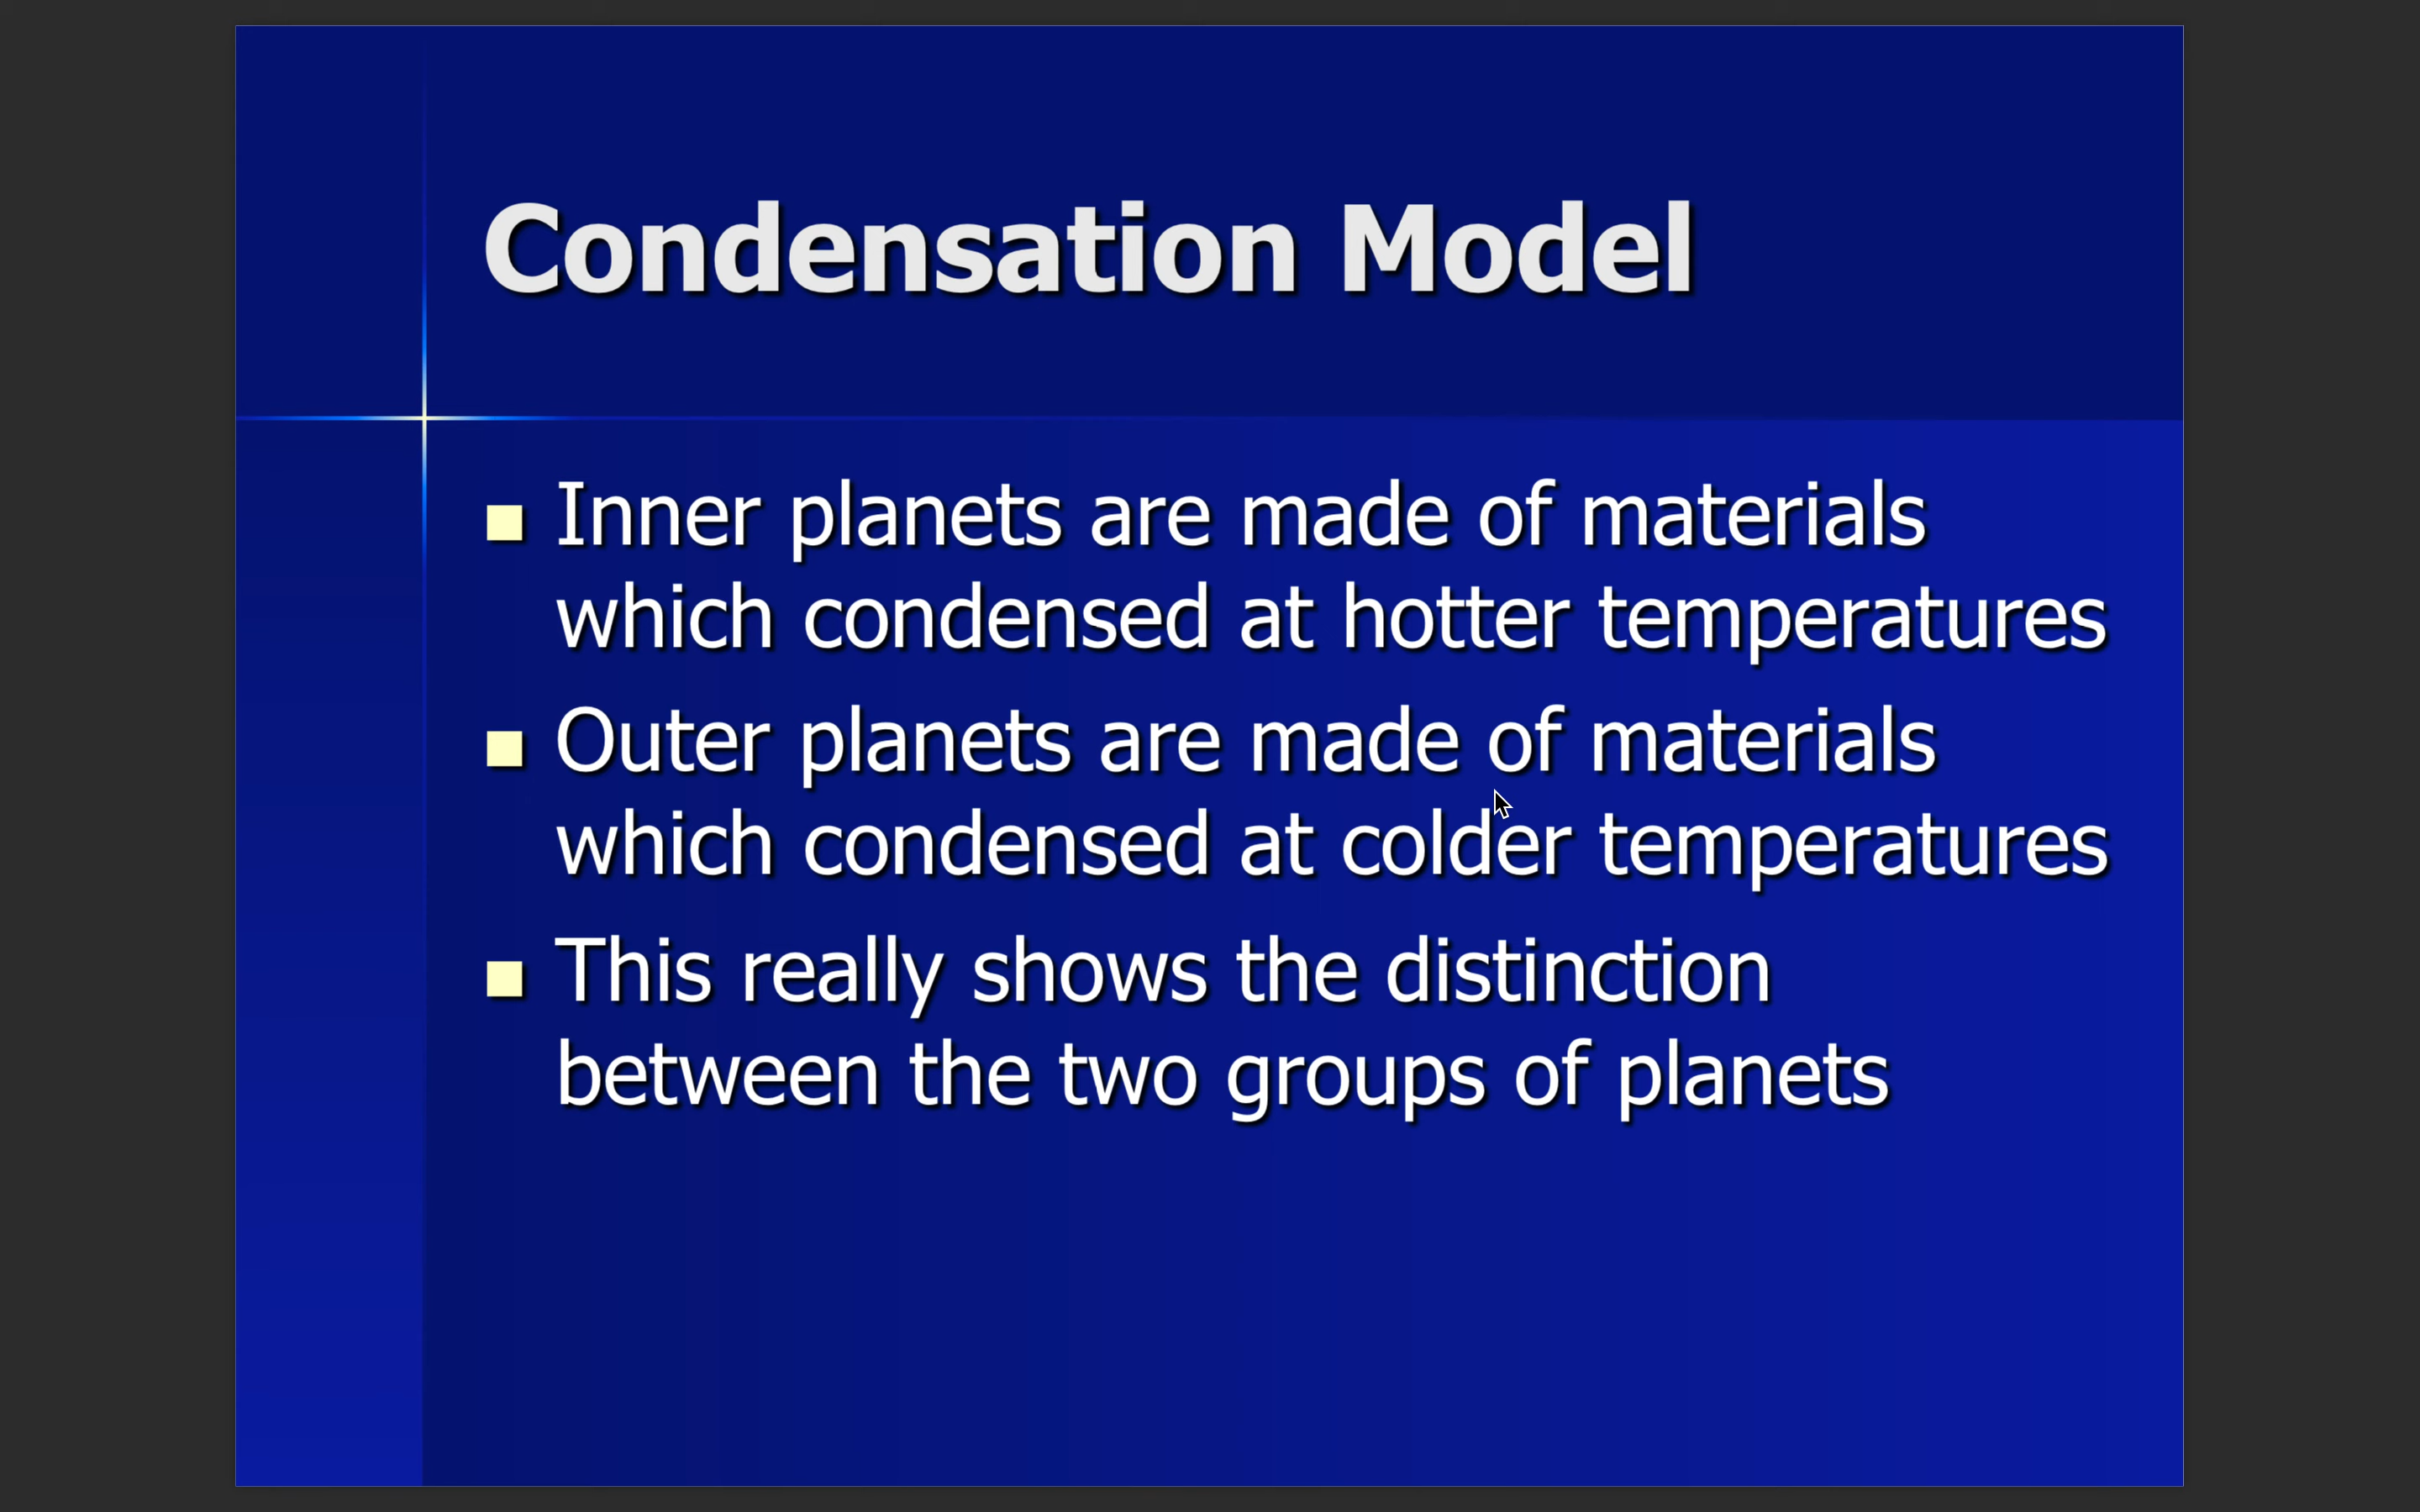 Condensation Model
Inner planets are made of materials
which condensed at hotter temperatures
Outer planets are made of materials
which condensed at colder temperatures
This really shows the distinction
between the two groups of planets